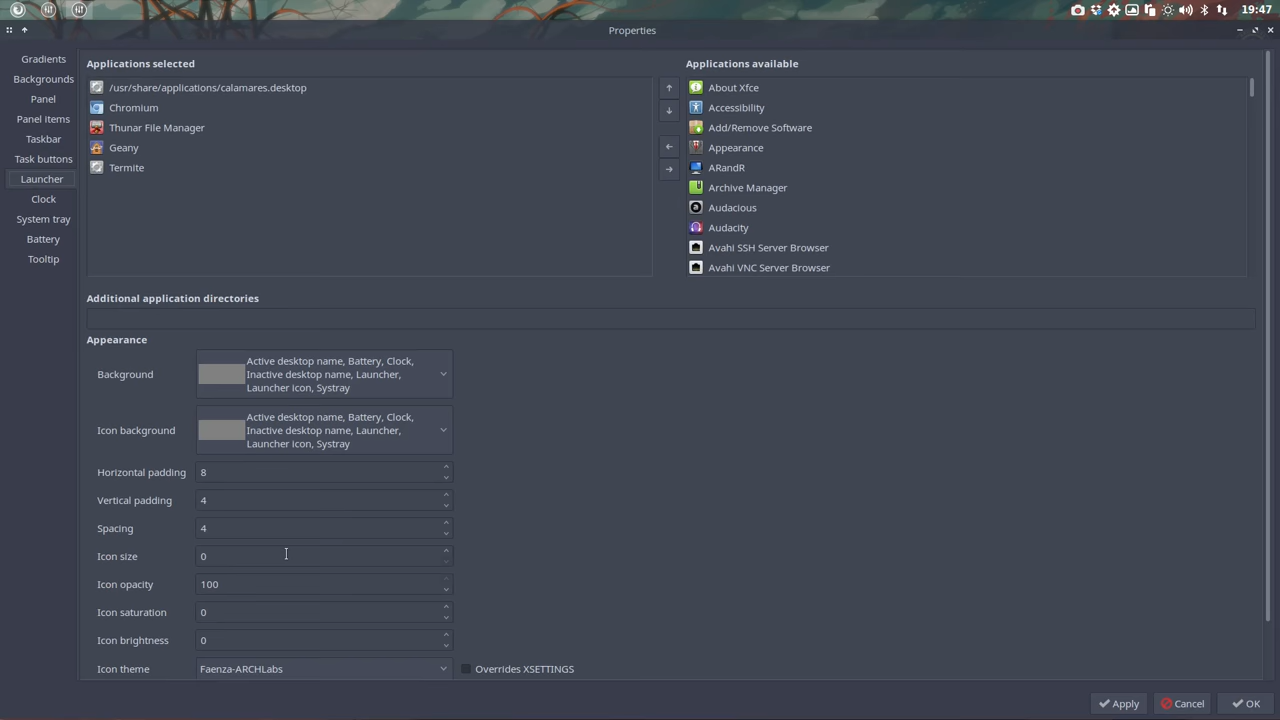 19:47
Properties
Gradients
Backgrounds
Panel
Panel items
Taskbar
Task buttons
Launcher
Clock
System tray
Battery
Tooltip
Applications selected
/usr/share/applications/calamares.desktop
Chromium
Thunar File Manager
Geany
Termite
Applications available
About Xfce
Accessibility
Add/Remove Software
Appearance
ARandR
Archive Manager
Audacious
Audacity
Avahi SSH Server Browser
Avahi VNC Server Browser
Additional application directories
Appearance
Background
Active desktop name, Battery, Clock,
Inactive desktop name, Launcher,
Launcher icon, Systray
Icon background
Active desktop name, Battery, Clock,
Inactive desktop name, Launcher,
Launcher icon, Systray
Horizontal padding 8
Vertical padding 4
Spacing 4
Icon size 0
Icon opacity 100
Icon saturation 0
Icon brightness 0
Icon theme Faenza-ARCHLabs Overrides XSETTINGS
Apply Cancel OK